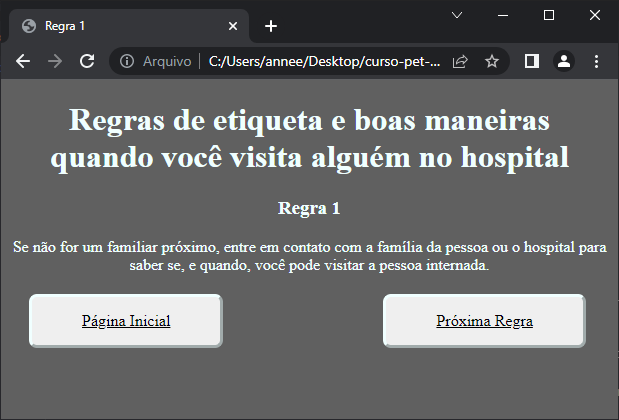 Regra 1
Arquivo C:/Users/annee/Desktop/curso-pet-...
Regras de etiqueta e boas maneiras
quando você visita alguém no hospital
Regra 1
Se não for um familiar próximo, entre em contato com a família da pessoa ou o hospital para
saber se, e quando, você pode visitar a pessoa internada.
Página Inicial Próxima Regra